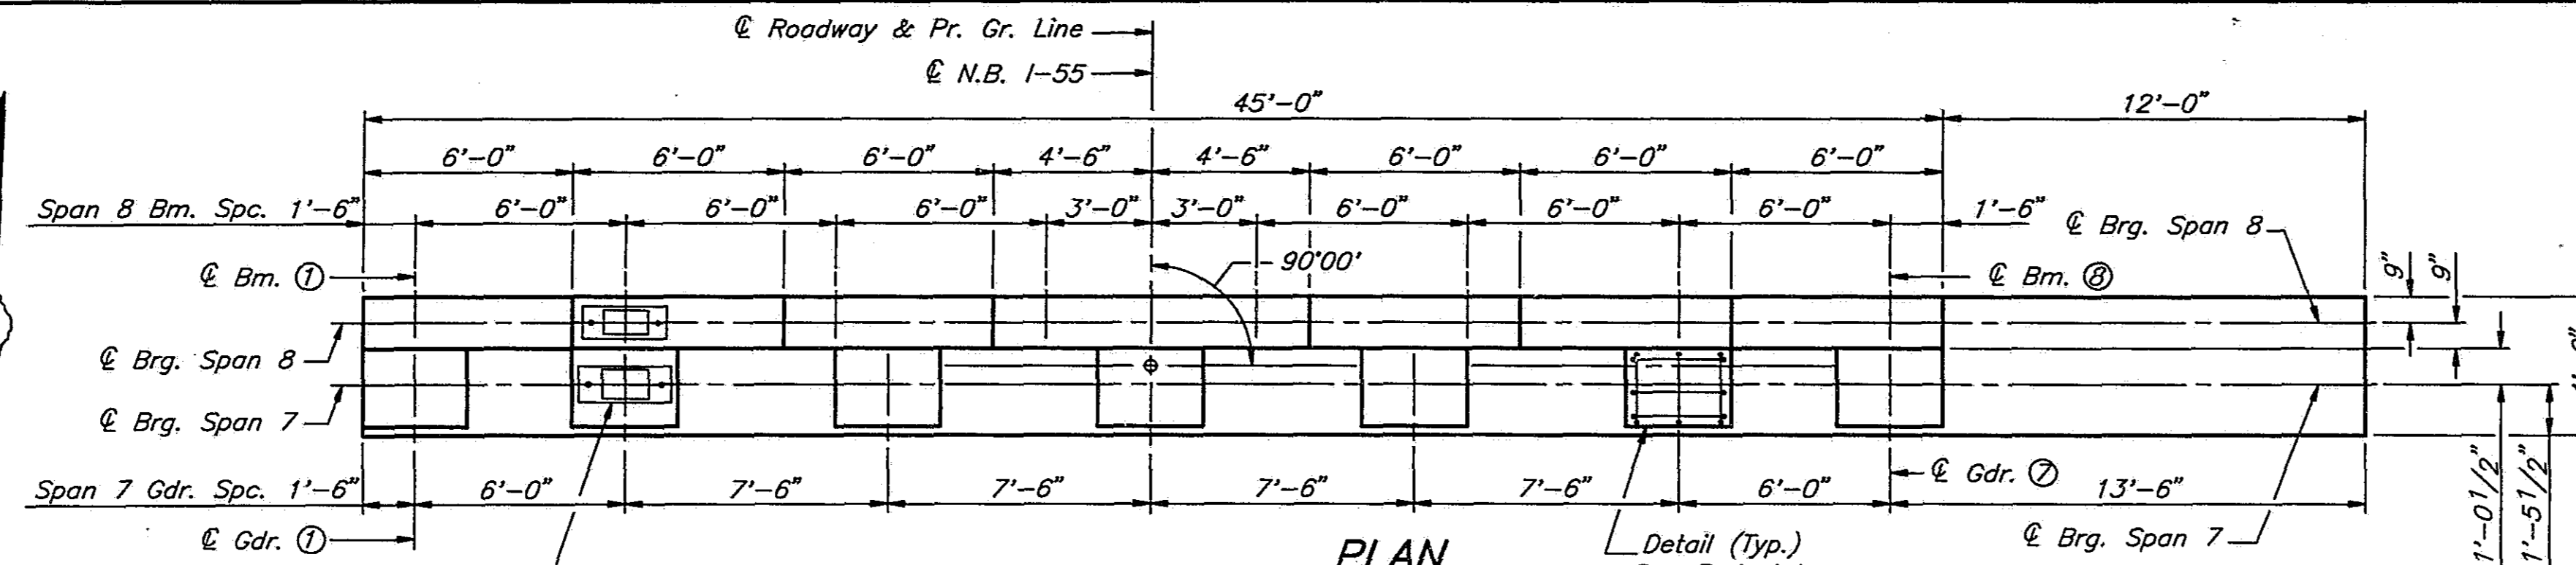 ℄ Roadway & Pr. Gr. Line
℄ N.B. I-55
45'-0" 12'-0"
6'-0" 6'-0" 6'-0" 4'-6" 4'-6" 6'-0" 6'-0" 6'-0"
Span 8 Bm. Spc. 1'-6" 6'-0" 6'-0" 6'-0" 3'-0" 3'-0" 6'-0" 6'-0" 6'-0" 1'-6"
℄ Brg. Span 8
90°00'
℄ Bm. ① ℄ Bm. ⑧
9" 9"
℄ Brg. Span 8
℄ Brg. Span 7
Span 7 Gdr. Spc. 1'-6" 6'-0" 7'-6" 7'-6" 7'-6" 7'-6" 6'-0" 13'-6"
℄ Gdr. ⑦
1'-0 1/2" 1'-5 1/2"
℄ Gdr. ①
PLAN
Detail (Typ.)
℄ Brg. Span 7